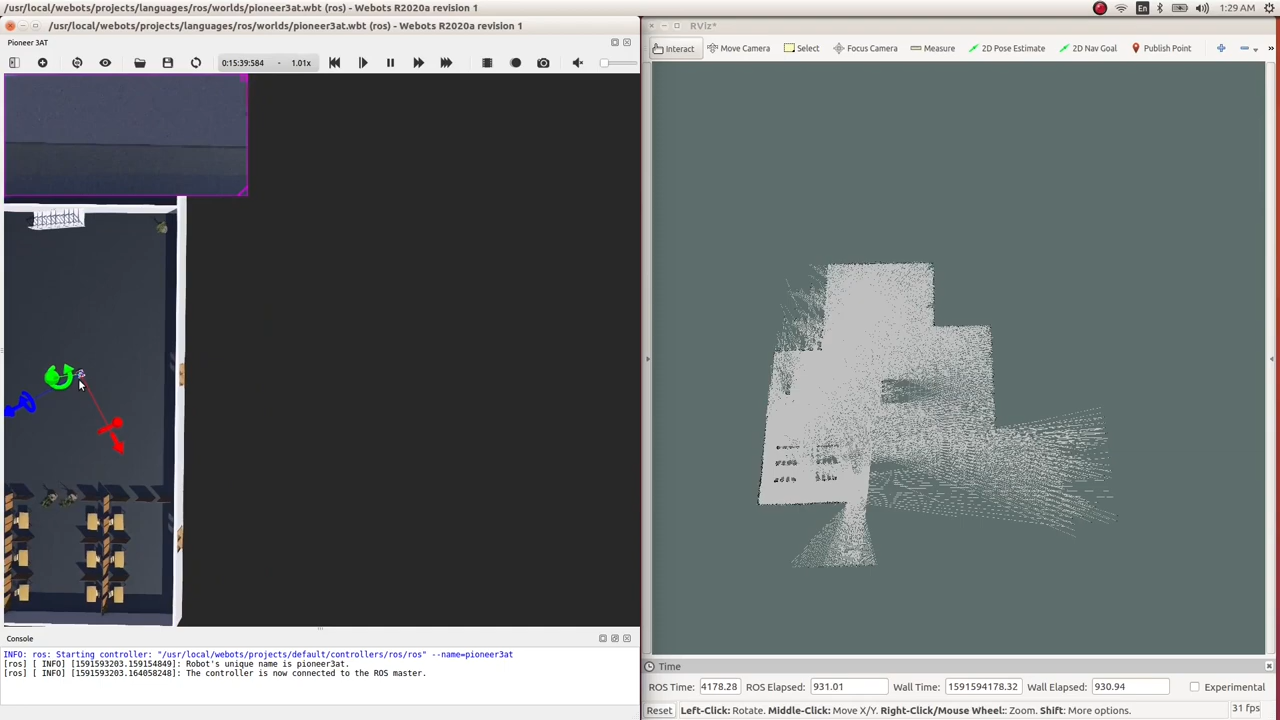 /usr/local/webots/projects/languages/ros/worlds/pioneer3at.wbt (ros) - Webots R2020a revision 1
En
1:29 AM
/usr/local/webots/projects/languages/ros/worlds/pioneer3at.wbt (ros) - Webots R2020a revision 1
RViz*
Pioneer 3AT
0:15:39:584 - 1.01x
Interact
Move Camera
Select
Focus Camera
Measure
2D Pose Estimate
2D Nav Goal
Publish Point
»
Console
INFO: ros: Starting controller: "/usr/local/webots/projects/default/controllers/ros/ros" --name=pioneer3at
[ros] [ INFO] [1591593203.159154849]: Robot's unique name is pioneer3at.
[ros] [ INFO] [1591593203.164058248]: The controller is now connected to the ROS master.
Time
ROS Time: 4178.28 ROS Elapsed: 931.01 Wall Time: 1591594178.32 Wall Elapsed: 930.94 Experimental
Reset Left-Click: Rotate. Middle-Click: Move X/Y. Right-Click/Mouse Wheel:: Zoom. Shift: More options. 31 fps